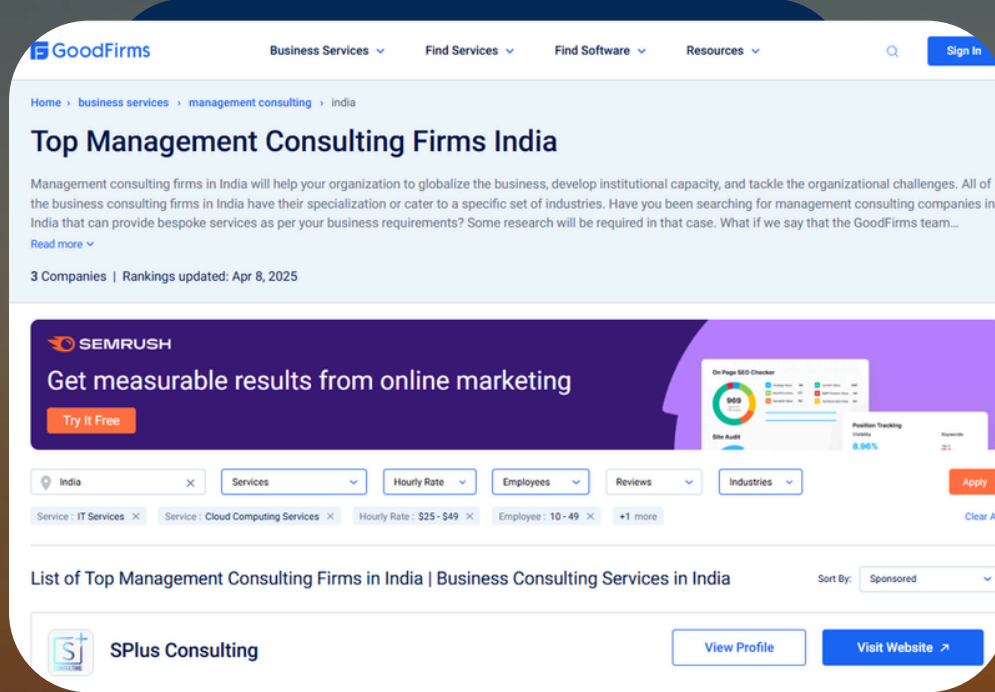 GoodFirms
Business Services
Find Services
Find Software
Resources
Sign In
Home › business services › management consulting › india
Top Management Consulting Firms India
Management consulting firms in India will help your organization to globalize the business, develop institutional capacity, and tackle the organizational challenges. All of
the business consulting firms in India have their specialization or cater to a specific set of industries. Have you been searching for management consulting companies in
India that can provide bespoke services as per your business requirements? Some research will be required in that case. What if we say that the GoodFirms team...
Read more
3 Companies | Rankings updated: Apr 8, 2025
SEMRUSH
Get measurable results from online marketing
Try It Free
On Page SEO Checker
969
Site Audit
Position Tracking
Visibility
Keywords
8.96%
India ×
Services
Hourly Rate
Employees
Reviews
Industries
Apply
Service : IT Services ×
Service : Cloud Computing Services ×
Hourly Rate : $25 - $49 ×
Employee : 10 - 49 ×
+1 more
Clear A
List of Top Management Consulting Firms in India | Business Consulting Services in India
Sort By:
Sponsored
S+
CONSULTING
SPlus Consulting
View Profile
Visit Website ↗